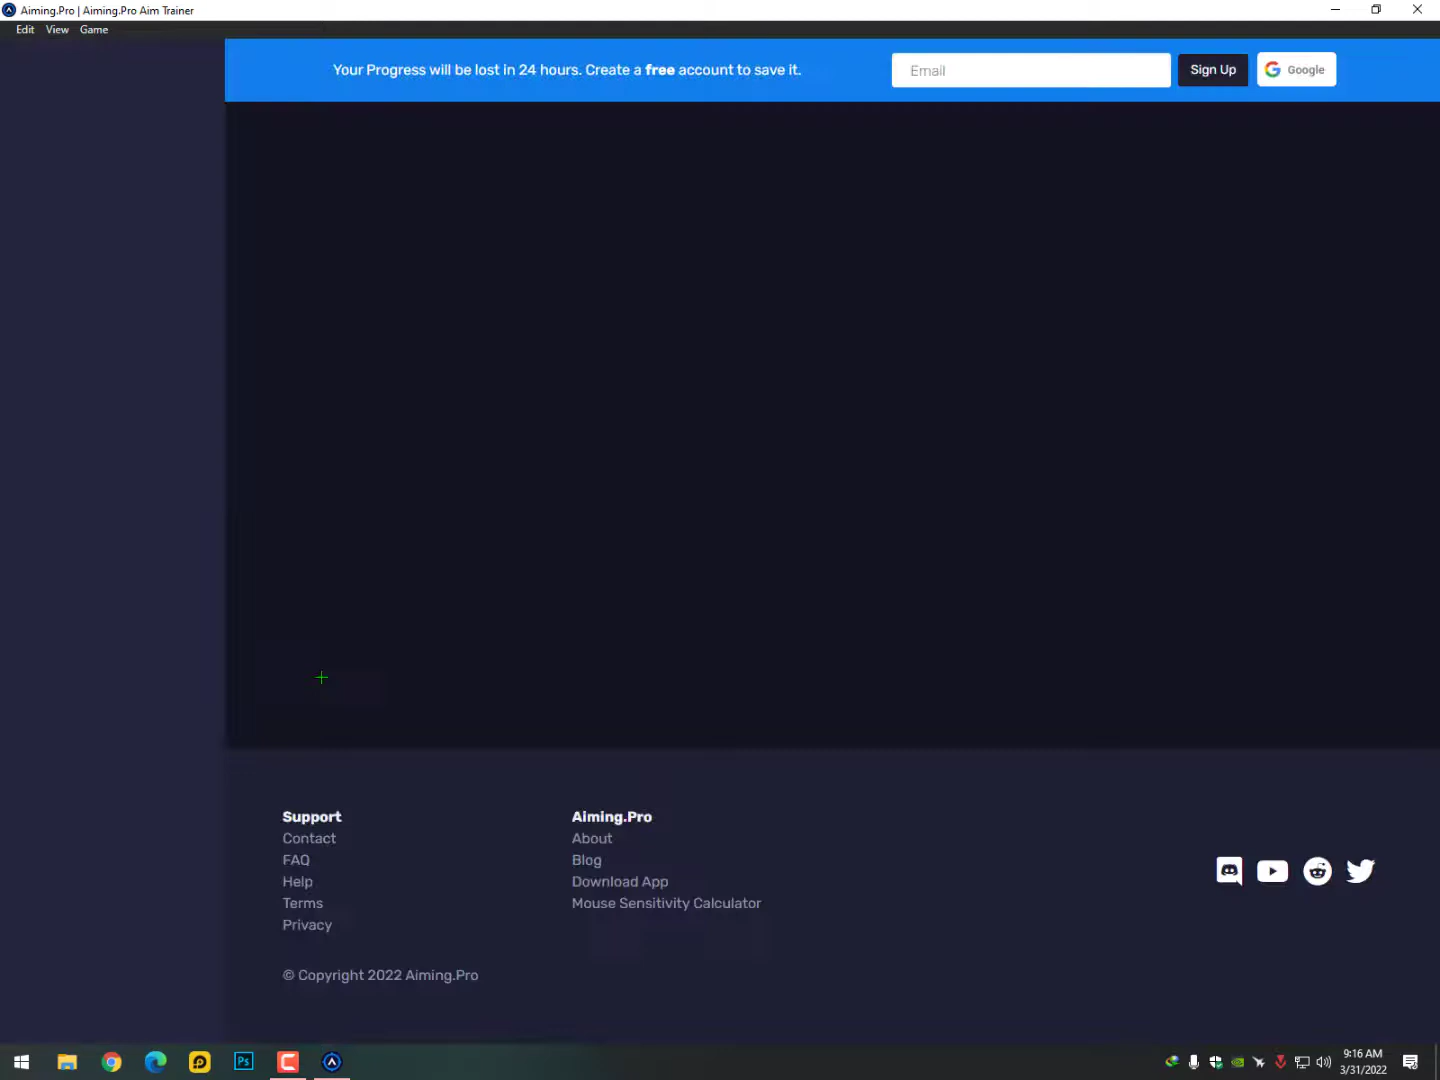 Aiming.Pro | Aiming.Pro Aim Trainer
Edit View Game
Your Progress will be lost in 24 hours. Create a free account to save it.
Email
Sign Up
Google
Support
Contact
FAQ
Help
Terms
Privacy
Aiming.Pro
About
Blog
Download App
Mouse Sensitivity Calculator
© Copyright 2022 Aiming.Pro
Ps
9:16 AM
3/31/2022